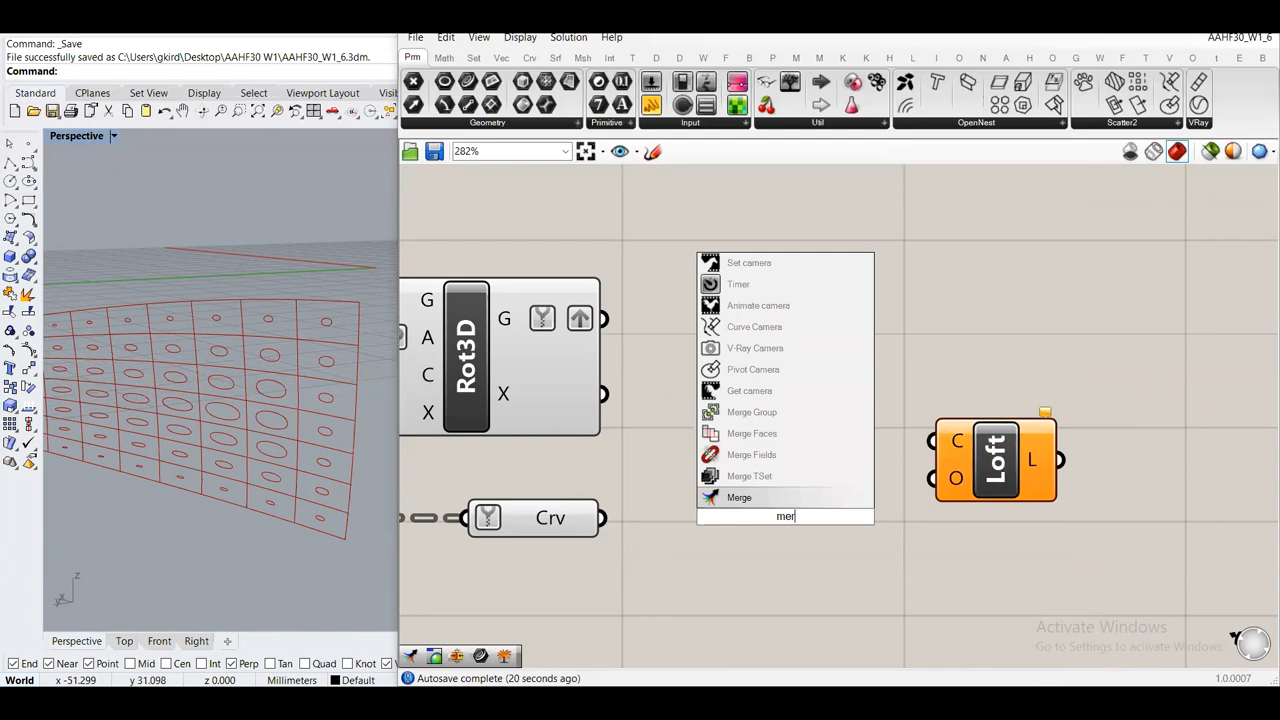 Command: _Save
File successfully saved as C:\Users\gkird\Desktop\AAHF30 W1\AAHF30_W1_6.3dm.
Command:
Standard CPlanes Set View Display Select Viewport
Perspective
File Edit View Display Solution Help
AAHF30_W1_6
Prm Math Set Vec Crv Srf Msh Int T D D W F B V L M K K H U A O N I A H O t E B
Geometry Primitive Input Util OpenNest Scatter2 VRay
282%
G
A
C
X
Rot3D
G
X
Crv
Set camera
Timer
Animate camera
Curve Camera
V-Ray Camera
Pivot Camera
Get camera
Merge Group
Merge Faces
Merge Fields
Merge TSet
Merge
mer
C
O
Loft
L
z
x
y
Perspective Top Front Right
End Near Point Mid Cen Int Perp Tan Quad Knot
World x -51.299 y 31.098 z 0.000 Millimeters Default
Activate Windows
Go to Settings to activate Windows.
Autosave complete (20 seconds ago)
1.0.0007